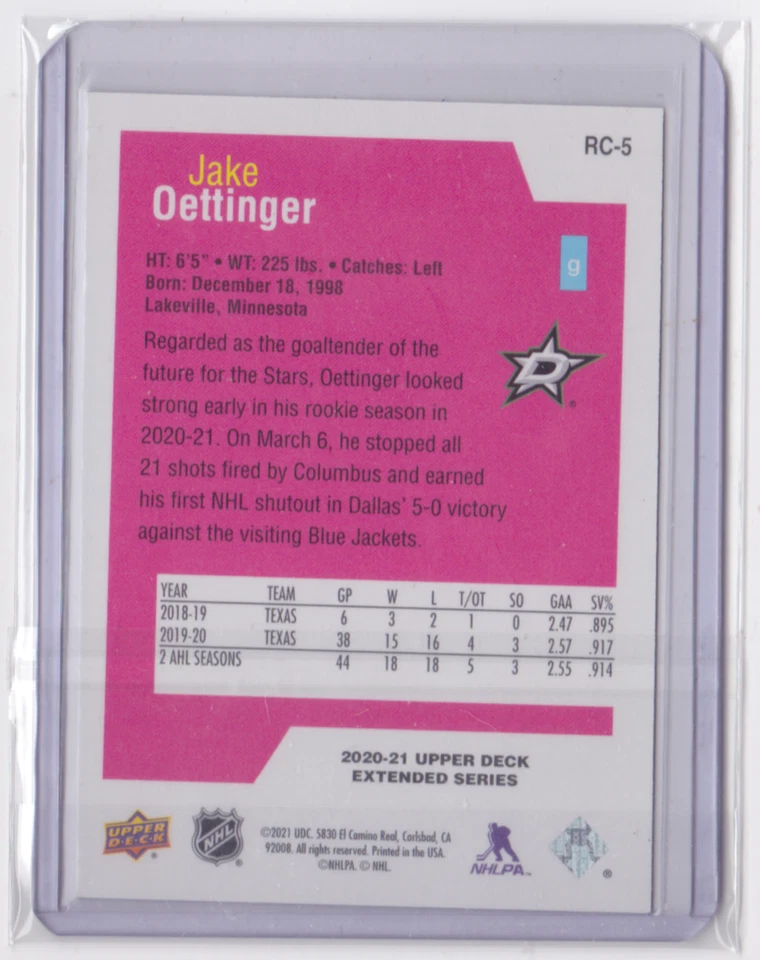 RC-5
Jake
Oettinger
g
HT: 6'5" • WT: 225 lbs. • Catches: Left
Born: December 18, 1998
Lakeville, Minnesota
Regarded as the goaltender of the
future for the Stars, Oettinger looked
strong early in his rookie season in
2020-21. On March 6, he stopped all
21 shots fired by Columbus and earned
his first NHL shutout in Dallas' 5-0 victory
against the visiting Blue Jackets.
D ®
YEAR TEAM GP W L T/OT SO GAA SV%
2018-19 TEXAS 6 3 2 1 0 2.47 .895
2019-20 TEXAS 38 15 16 4 3 2.57 .917
2 AHL SEASONS 44 18 18 5 3 2.55 .914
2020-21 UPPER DECK
EXTENDED SERIES
UPPER
DECK ®
NHL ®
©2021 UDC. 5830 El Camino Real, Carlsbad, CA
92008. All rights reserved. Printed in the USA.
©NHLPA. © NHL.
NHLPA™
®